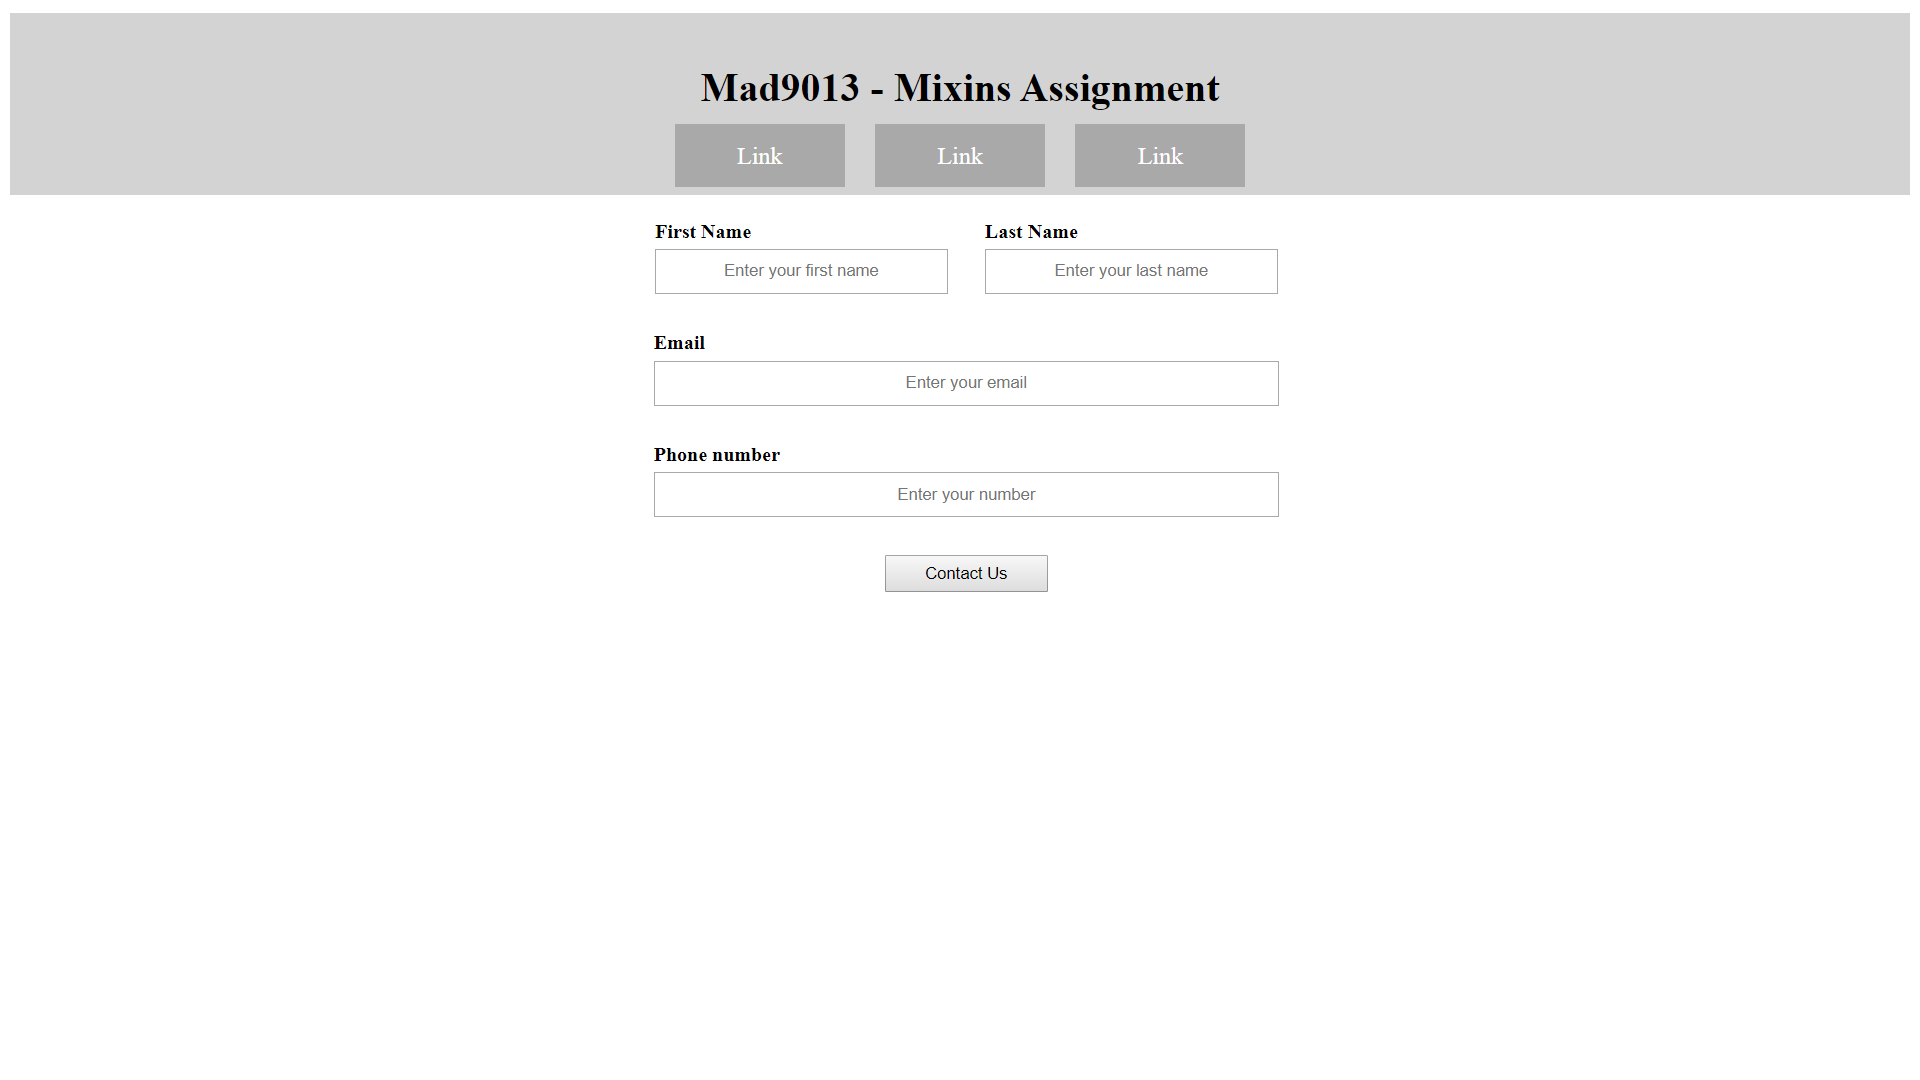 Mad9013 - Mixins Assignment
Link Link Link
First Name Last Name
Enter your first name Enter your last name
Email
Enter your email
Phone number
Enter your number
Contact Us